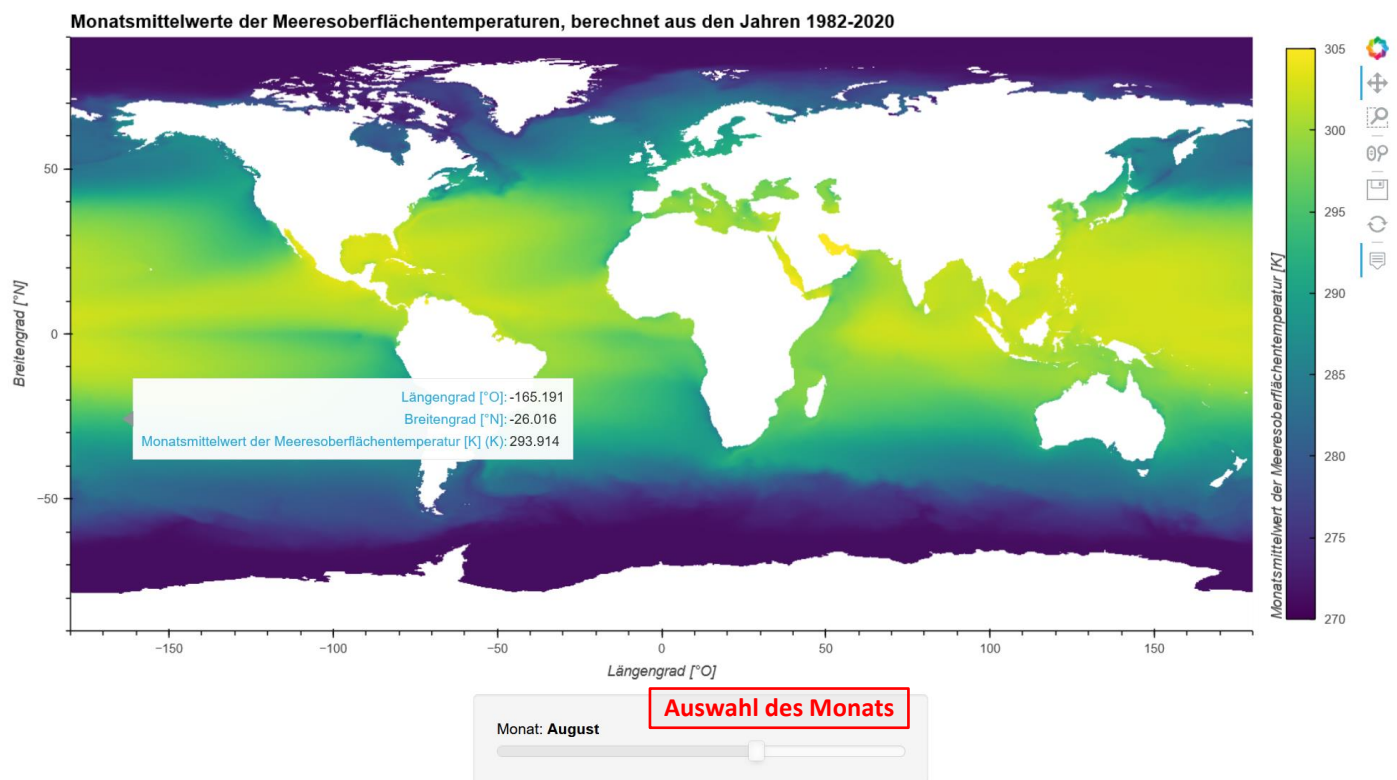 Monatsmittelwerte der Meeresoberflächentemperaturen, berechnet aus den Jahren 1982-2020
Breitengrad [°N]
50
0
−50
Längengrad [°O]: -165.191
Breitengrad [°N]: -26.016
Monatsmittelwert der Meeresoberflächentemperatur [K] (K): 293.914
−150
−100
−50
0
50
100
150
Längengrad [°O]
Monatsmittelwert der Meeresoberflächentemperatur [K]
305
300
295
290
285
280
275
270
Auswahl des Monats
Monat: August